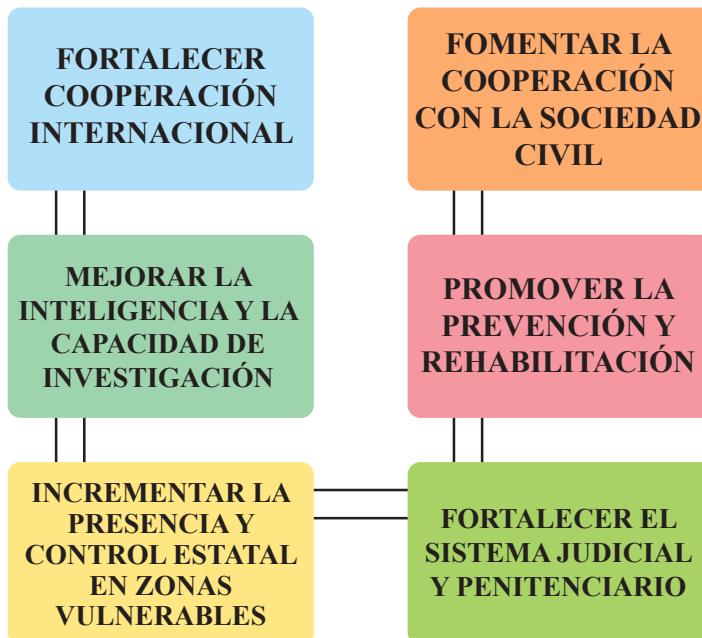 FORTALECER
COOPERACIÓN
INTERNACIONAL
MEJORAR LA
INTELIGENCIA Y LA
CAPACIDAD DE
INVESTIGACIÓN
INCREMENTAR LA
PRESENCIA Y
CONTROL ESTATAL
EN ZONAS
VULNERABLES
FORTALECER EL
SISTEMA JUDICIAL
Y PENITENCIARIO
PROMOVER LA
PREVENCIÓN Y
REHABILITACIÓN
FOMENTAR LA
COOPERACIÓN
CON LA SOCIEDAD
CIVIL